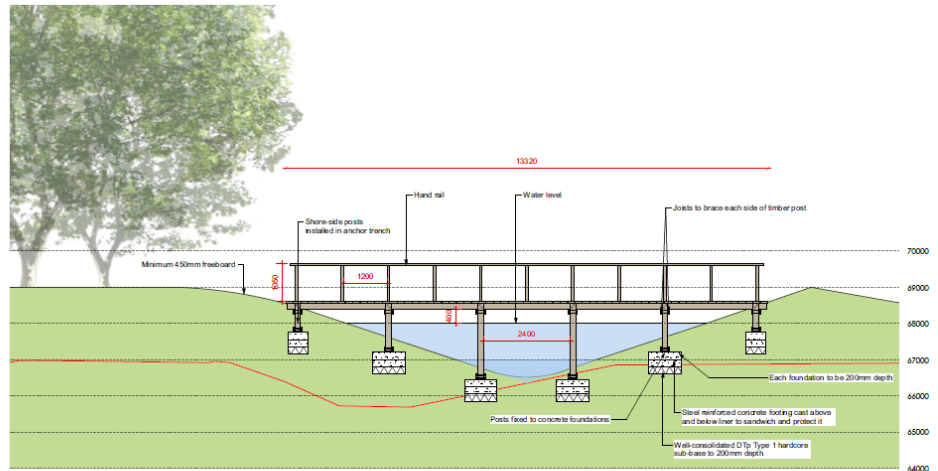 13320
Hand rail
Water level
Joists to brace each side of timber post
Shore-side posts
installed in anchor trench
Minimum 450mm freeboard
1050
1200
400
2400
70000
69000
68000
67000
66000
65000
64000
Each foundation to be 200mm depth
Posts fixed to concrete foundations
Steel reinforced concrete footing cast above
and below liner to sandwich and protect it
Well-consolidated DTp Type 1 hardcore
sub-base to 200mm depth